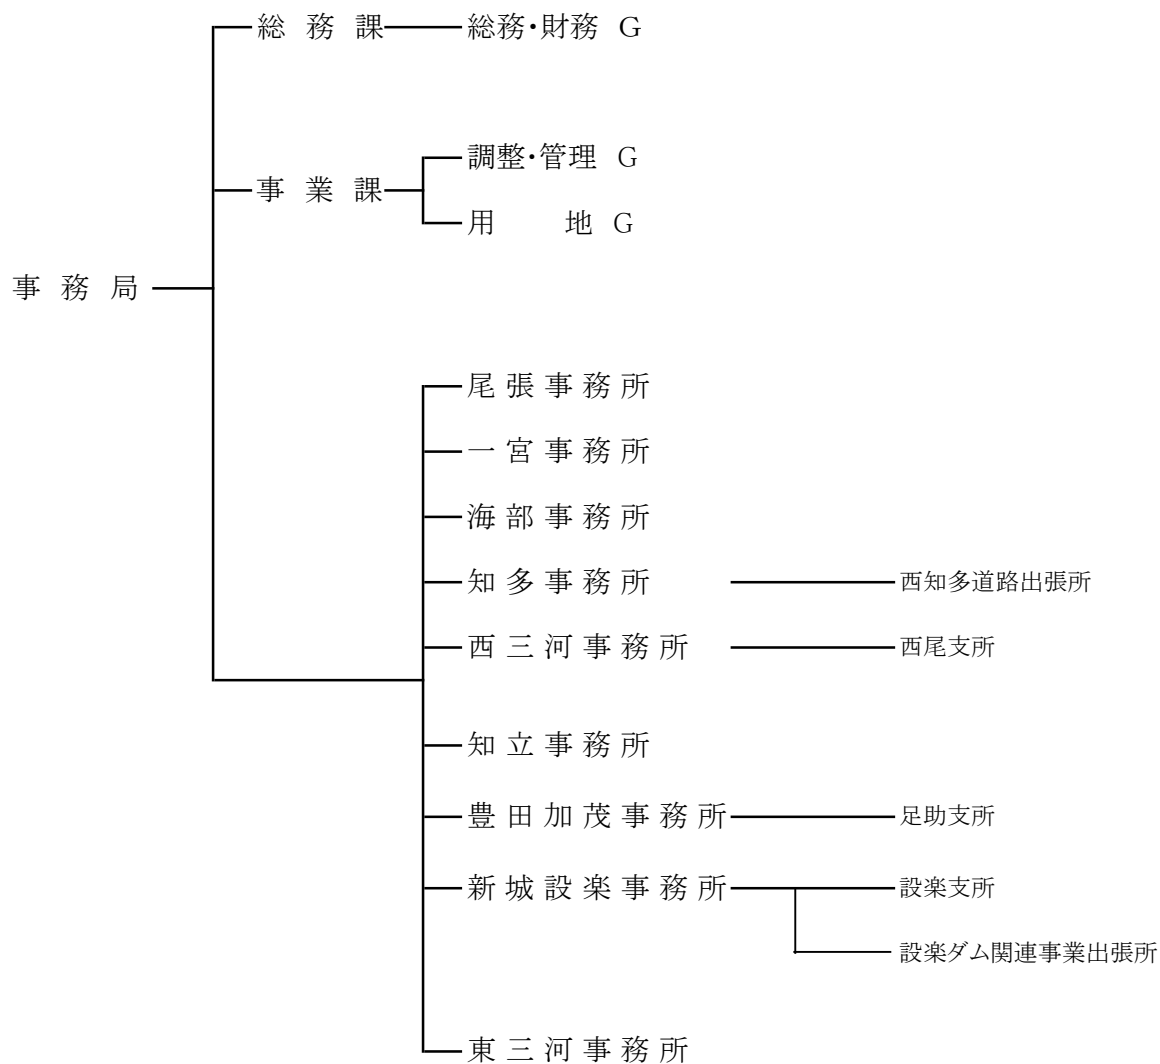 総務課
総務・財務 G
調整・管理 G
事業課
用地 G
事務局
尾張事務所
一宮事務所
海部事務所
知多事務所
西知多道路出張所
西三河事務所
西尾支所
知立事務所
豊田加茂事務所
足助支所
新城設楽事務所
設楽支所
設楽ダム関連事業出張所
東三河事務所